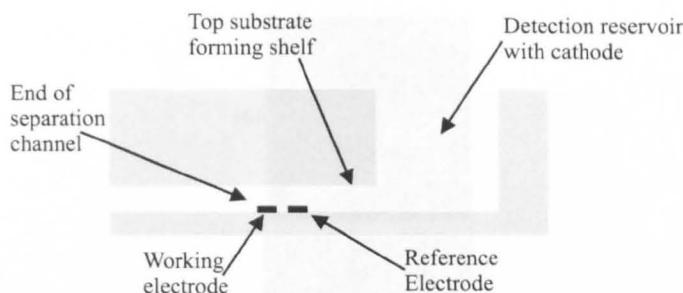 Top substrate
forming shelf
Detection reservoir
with cathode
End of
separation
channel
Working
electrode
Reference
Electrode